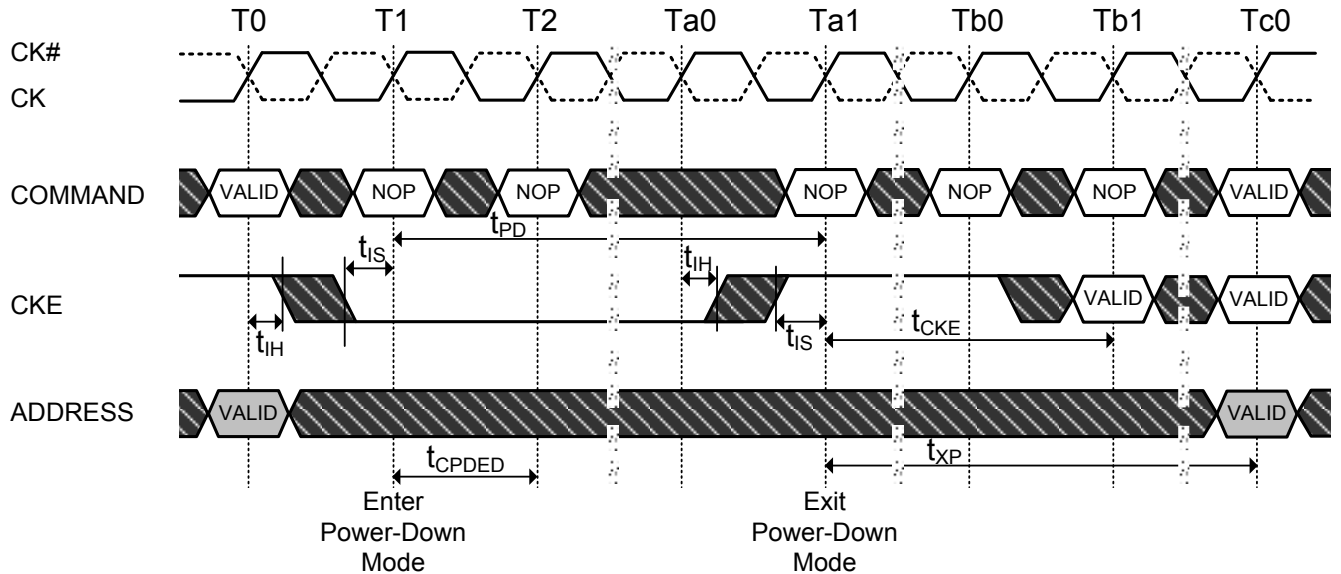 T0 T1 T2 Ta0 Ta1 Tb0 Tb1 Tc0
CK#
CK
COMMAND VALID NOP NOP NOP NOP NOP VALID
tPD
tIS tIH
CKE VALID VALID
tIH tIS tCKE
ADDRESS VALID VALID
tCPDED tXP
Enter
Power-Down
Mode
Exit
Power-Down
Mode